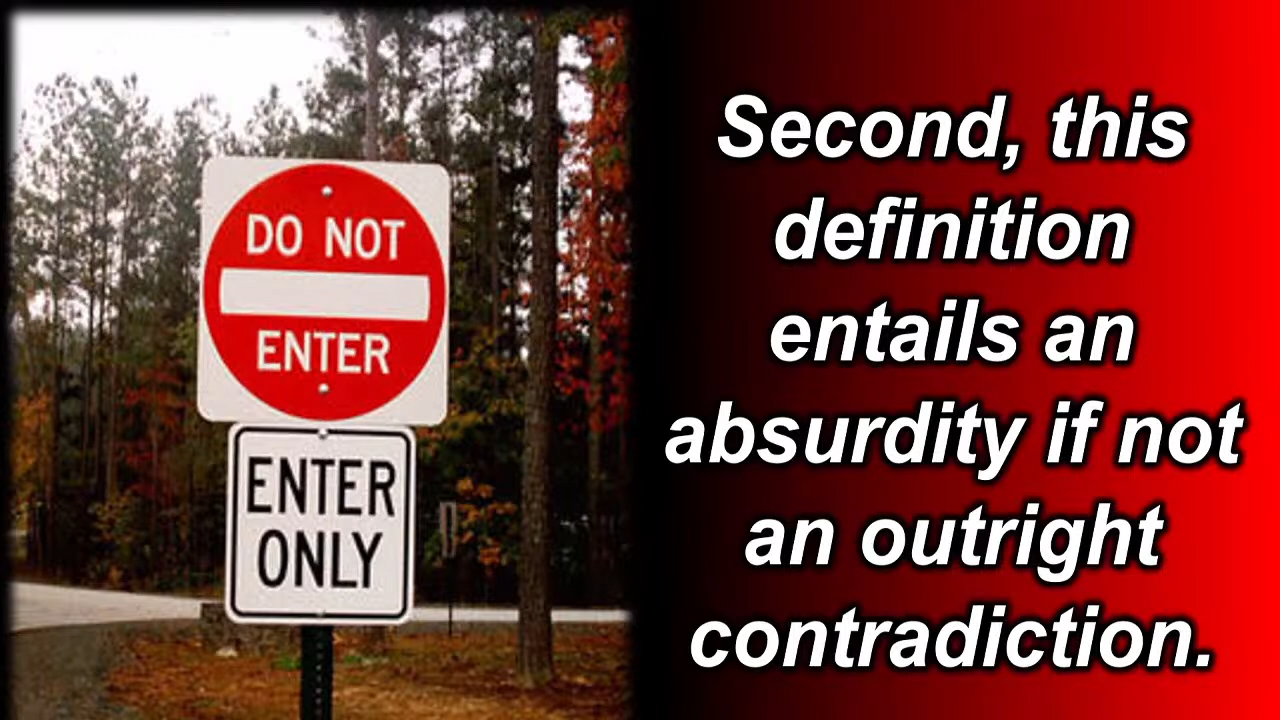 DO NOT
ENTER
ENTER
ONLY
Second, this
definition
entails an
absurdity if not
an outright
contradiction.